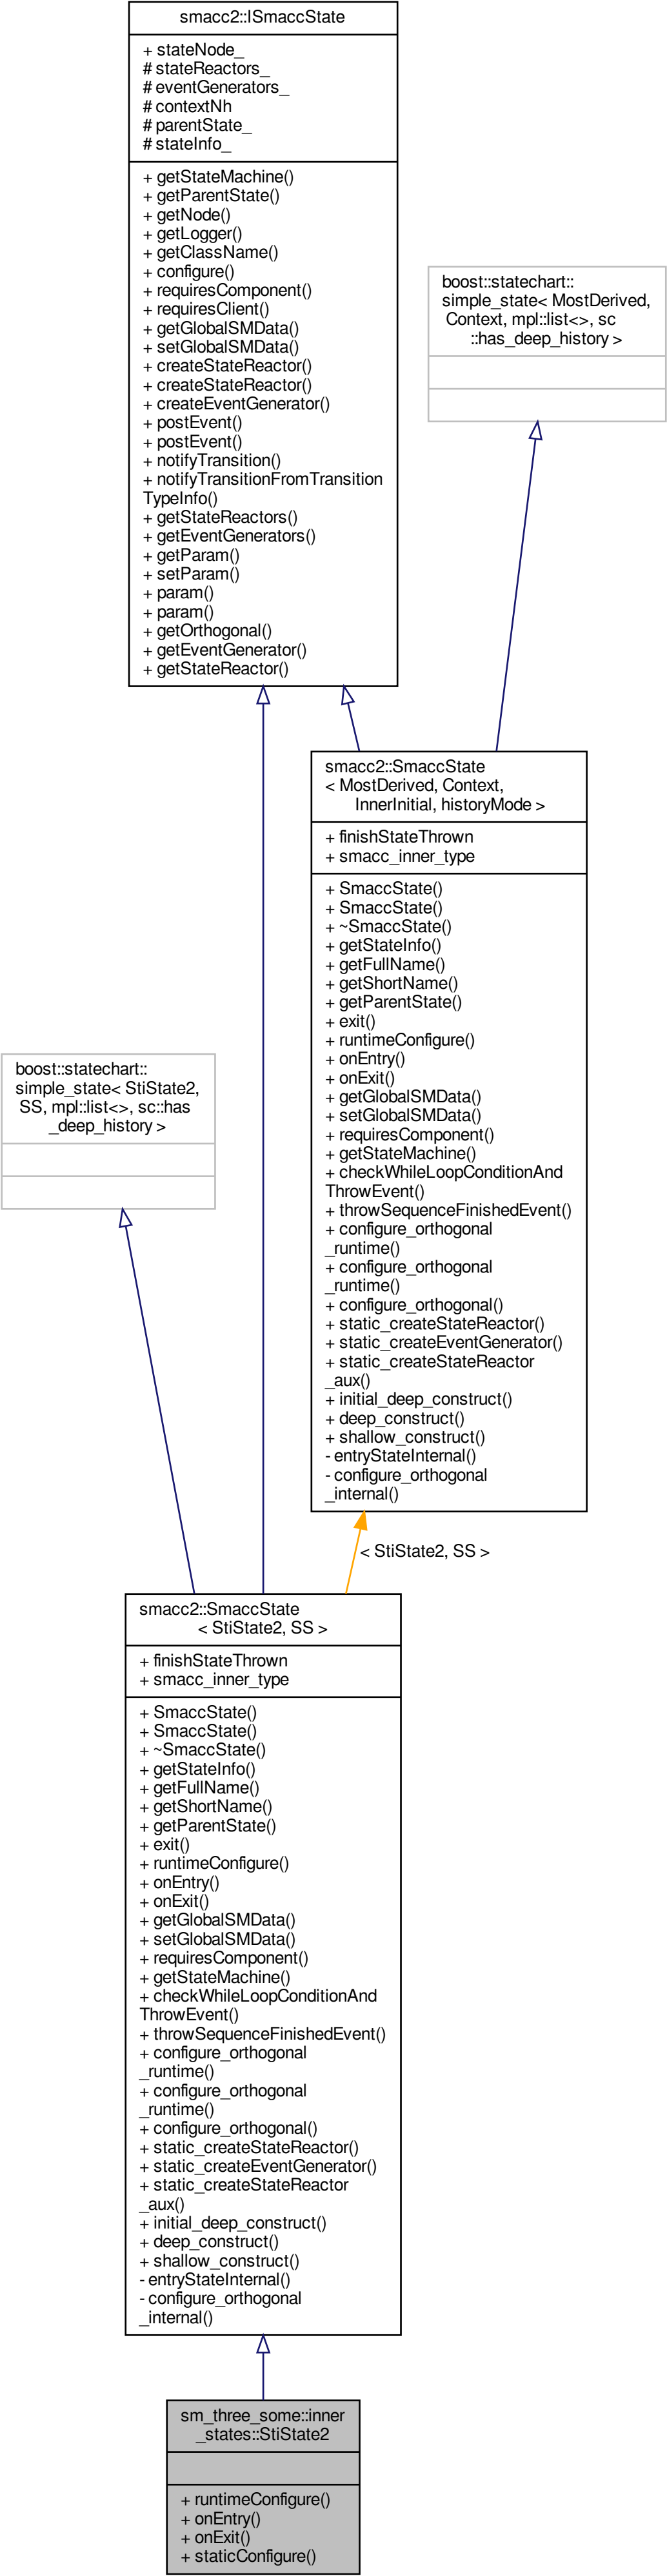 smacc2::ISmaccState
+ stateNode_
# stateReactors_
# eventGenerators_
# contextNh
# parentState_
# stateInfo_
+ getStateMachine()
+ getParentState()
+ getNode()
+ getLogger()
+ getClassName()
+ configure()
+ requiresComponent()
+ requiresClient()
+ getGlobalSMData()
+ setGlobalSMData()
+ createStateReactor()
+ createStateReactor()
+ createEventGenerator()
+ postEvent()
+ postEvent()
+ notifyTransition()
+ notifyTransitionFromTransition
TypeInfo()
+ getStateReactors()
+ getEventGenerators()
+ getParam()
+ setParam()
+ param()
+ param()
+ getOrthogonal()
+ getEventGenerator()
+ getStateReactor()
boost::statechart::
simple_state< MostDerived,
Context, mpl::list<>, sc
::has_deep_history >
smacc2::SmaccState
< MostDerived, Context,
InnerInitial, historyMode >
+ finishStateThrown
+ smacc_inner_type
+ SmaccState()
+ SmaccState()
+ ~SmaccState()
+ getStateInfo()
+ getFullName()
+ getShortName()
+ getParentState()
+ exit()
+ runtimeConfigure()
+ onEntry()
+ onExit()
+ getGlobalSMData()
+ setGlobalSMData()
+ requiresComponent()
+ getStateMachine()
+ checkWhileLoopConditionAnd
ThrowEvent()
+ throwSequenceFinishedEvent()
+ configure_orthogonal
_runtime()
+ configure_orthogonal
_runtime()
+ configure_orthogonal()
+ static_createStateReactor()
+ static_createEventGenerator()
+ static_createStateReactor
_aux()
+ initial_deep_construct()
+ deep_construct()
+ shallow_construct()
- entryStateInternal()
- configure_orthogonal
_internal()
boost::statechart::
simple_state< StiState2,
SS, mpl::list<>, sc::has
_deep_history >
< StiState2, SS >
smacc2::SmaccState
< StiState2, SS >
+ finishStateThrown
+ smacc_inner_type
+ SmaccState()
+ SmaccState()
+ ~SmaccState()
+ getStateInfo()
+ getFullName()
+ getShortName()
+ getParentState()
+ exit()
+ runtimeConfigure()
+ onEntry()
+ onExit()
+ getGlobalSMData()
+ setGlobalSMData()
+ requiresComponent()
+ getStateMachine()
+ checkWhileLoopConditionAnd
ThrowEvent()
+ throwSequenceFinishedEvent()
+ configure_orthogonal
_runtime()
+ configure_orthogonal
_runtime()
+ configure_orthogonal()
+ static_createStateReactor()
+ static_createEventGenerator()
+ static_createStateReactor
_aux()
+ initial_deep_construct()
+ deep_construct()
+ shallow_construct()
- entryStateInternal()
- configure_orthogonal
_internal()
sm_three_some::inner
_states::StiState2
+ runtimeConfigure()
+ onEntry()
+ onExit()
+ staticConfigure()